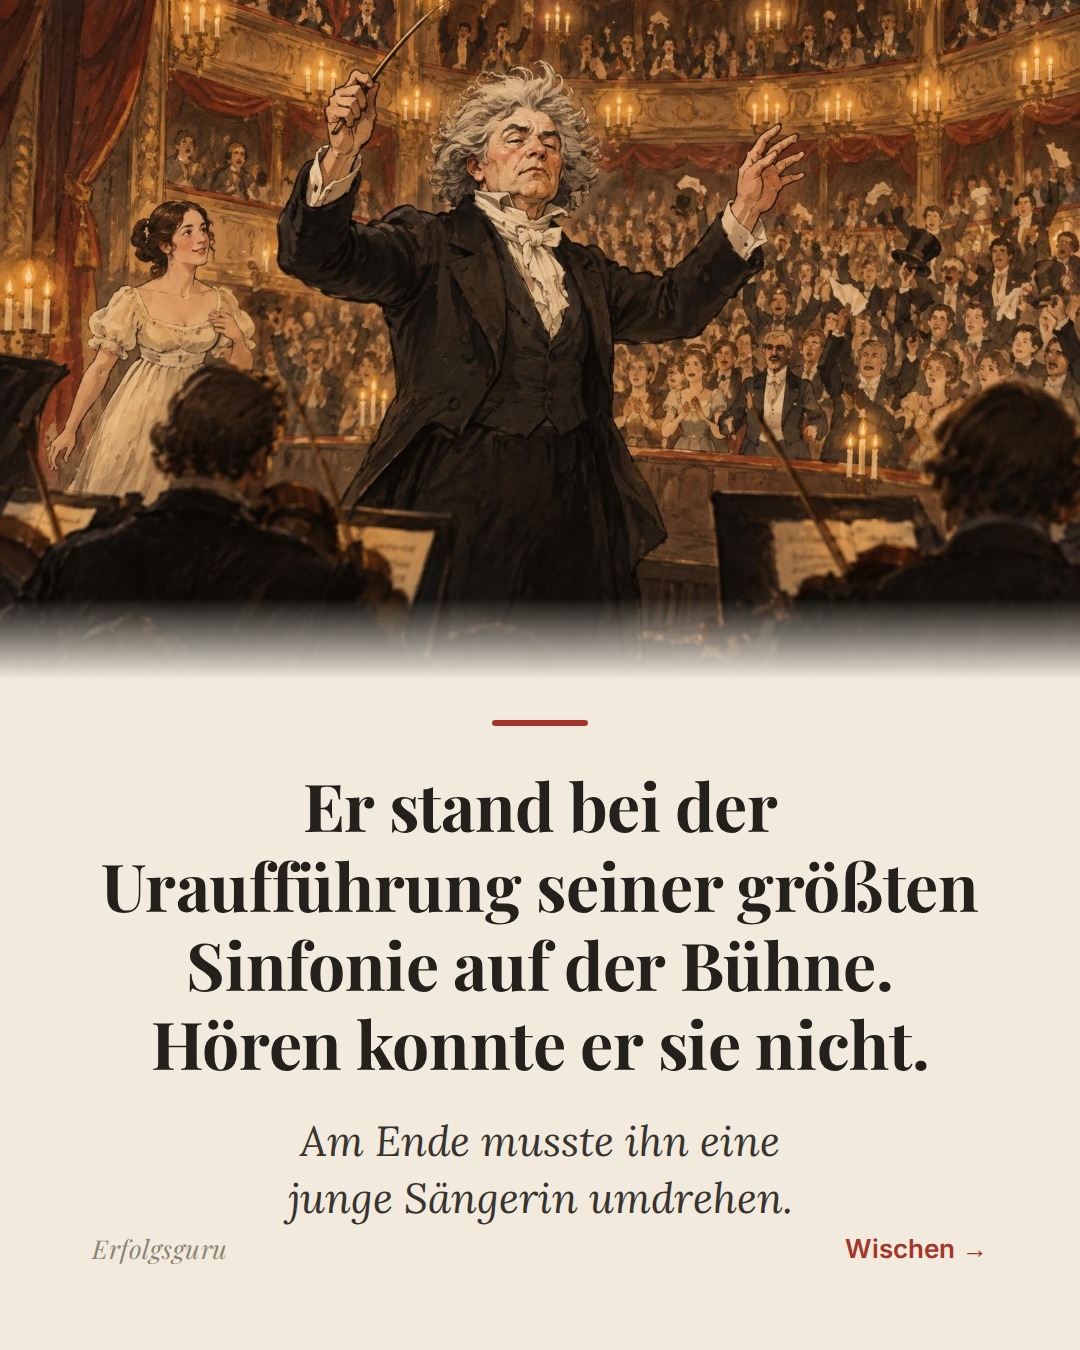 Er stand bei der
Uraufführung seiner größten
Sinfonie auf der Bühne.
Hören konnte er sie nicht.
Am Ende musste ihn eine
junge Sängerin umdrehen.
Erfolgsguru
Wischen →